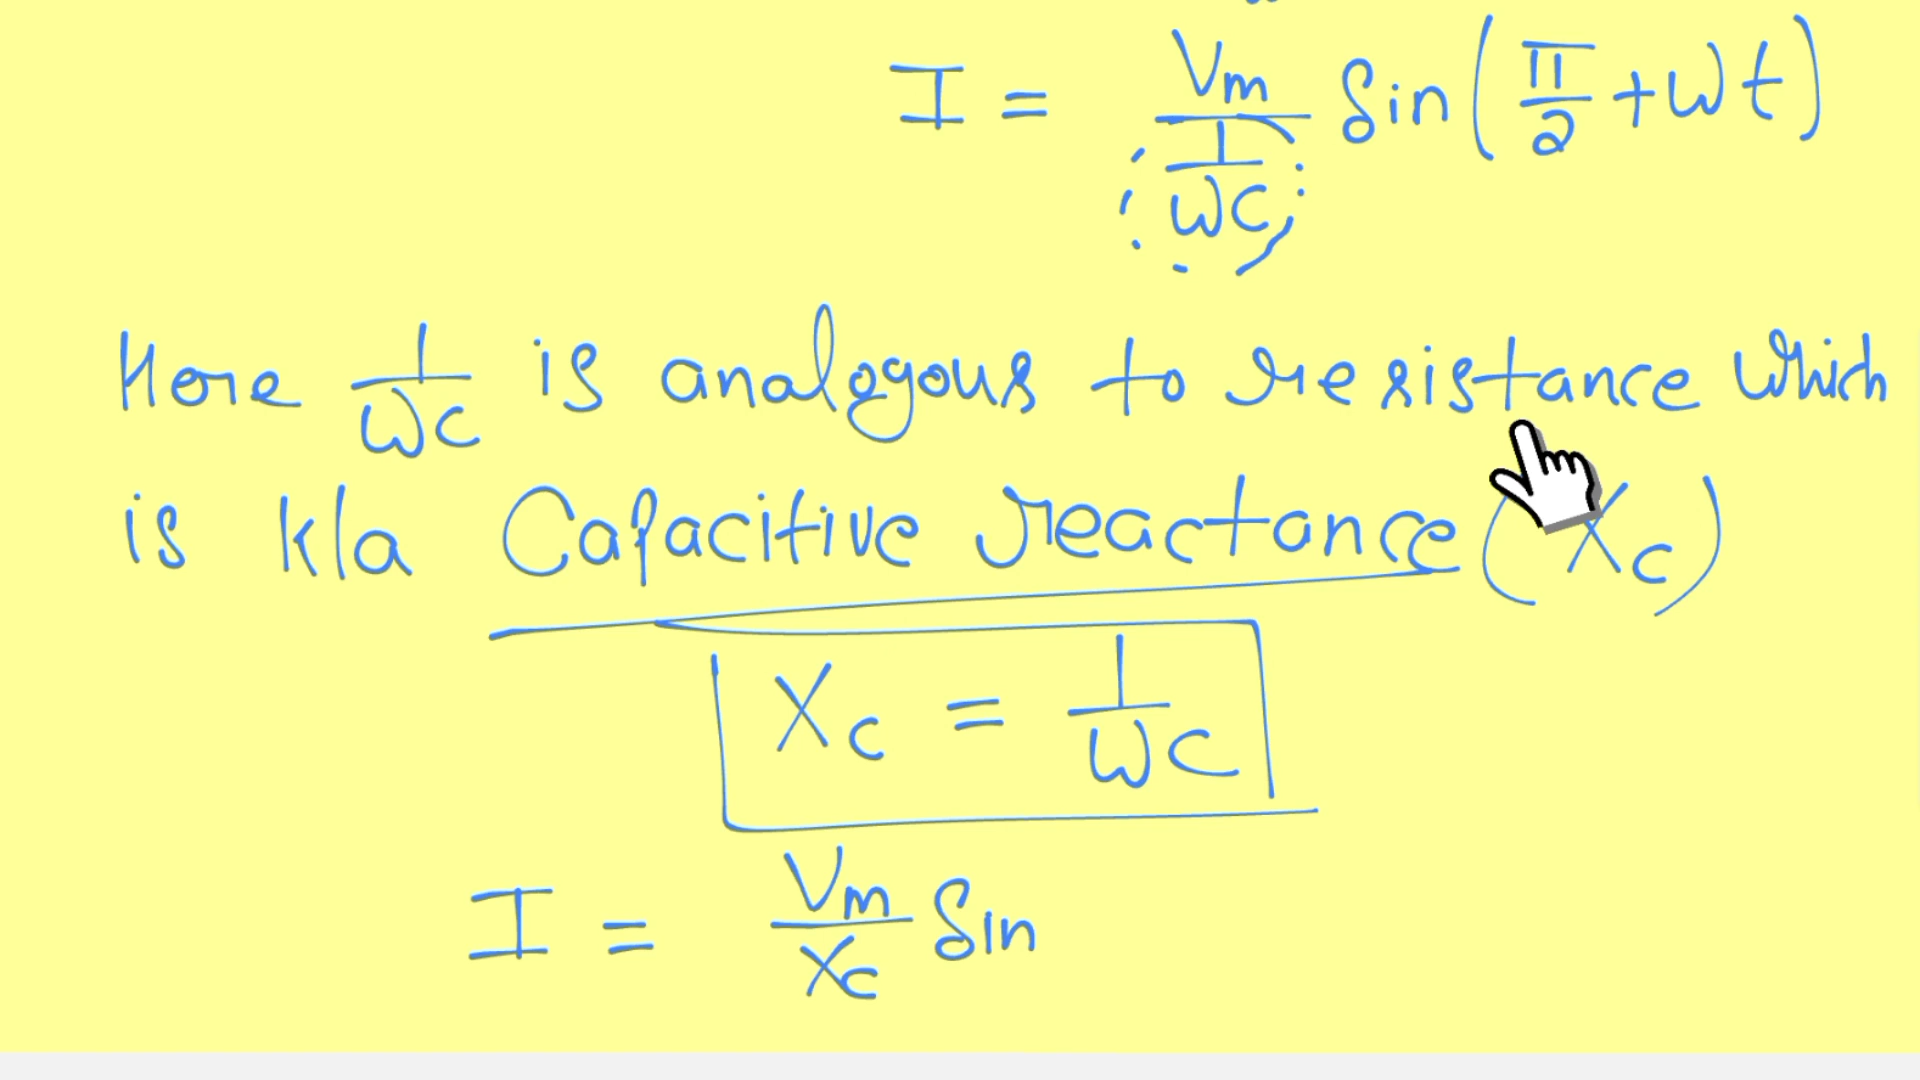 I = Vm / (1/ωC) Sin(π/2 + ωt)
Here 1/ωC is analogous to resistance which
is k/a Capacitive reactance (Xc)
Xc = 1/ωC
I = Vm/Xc Sin